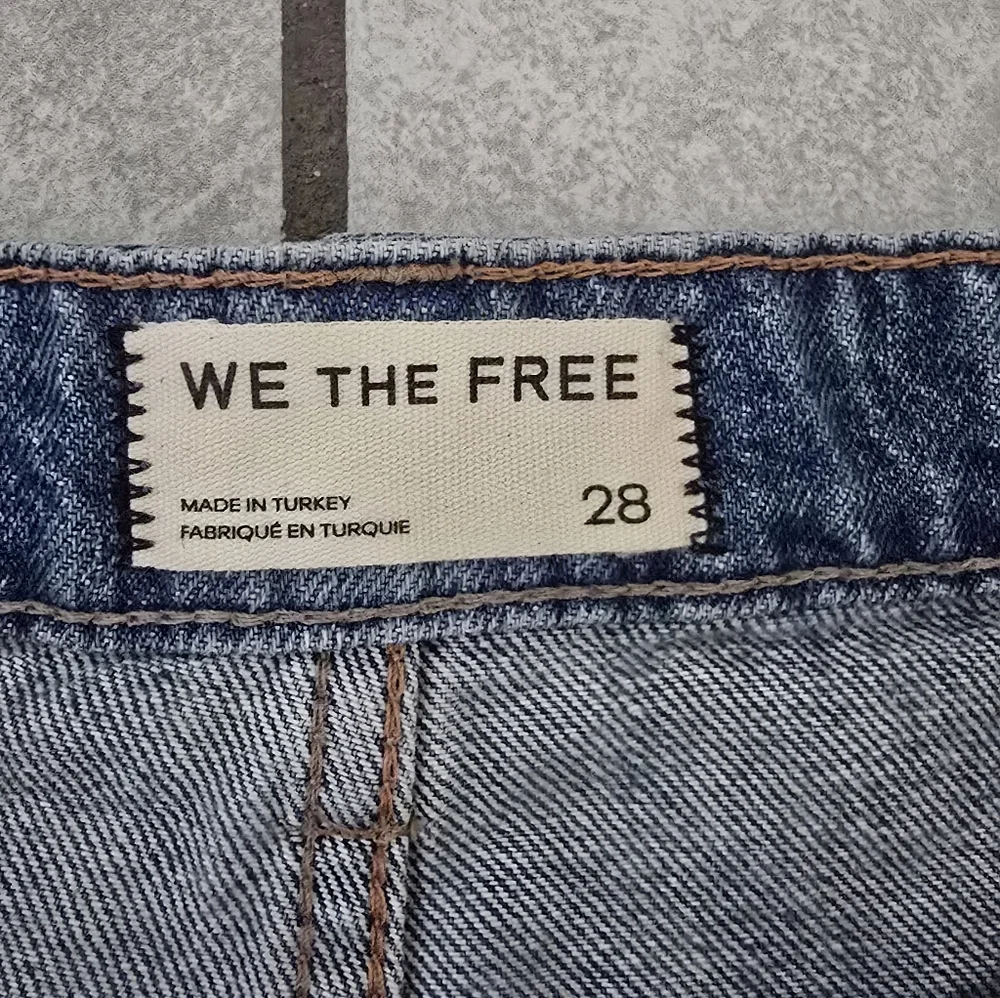 WE THE FREE
MADE IN TURKEY
FABRIQUÉ EN TURQUIE
28